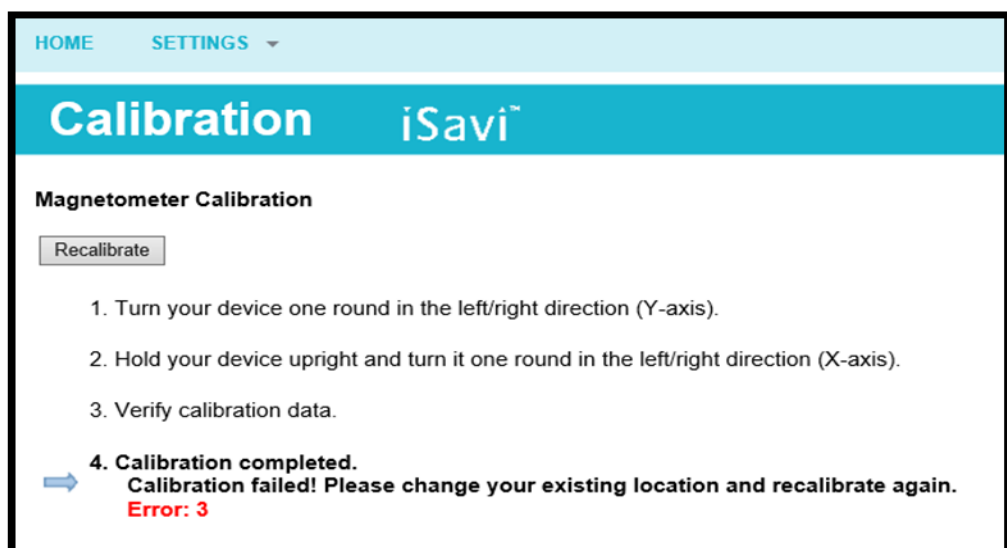 HOME SETTINGS
Calibration iSavi™
Magnetometer Calibration
Recalibrate
1. Turn your device one round in the left/right direction (Y-axis).
2. Hold your device upright and turn it one round in the left/right direction (X-axis).
3. Verify calibration data.
4. Calibration completed.
Calibration failed! Please change your existing location and recalibrate again.
Error: 3